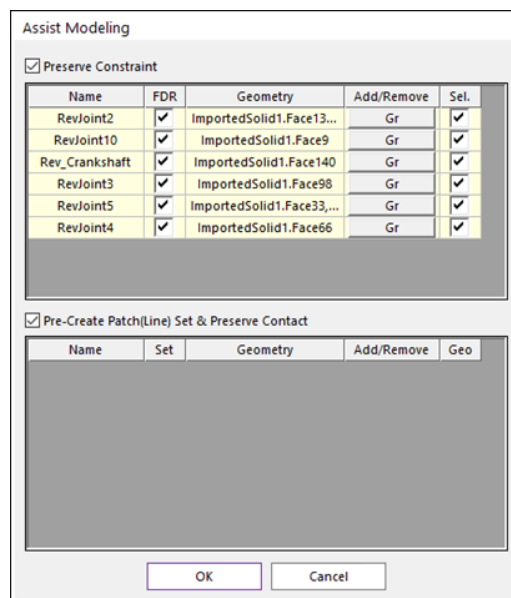 Assist Modeling
Preserve Constraint
Name FDR Geometry Add/Remove Sel.
RevJoint2 ImportedSolid1.Face13... Gr
RevJoint10 ImportedSolid1.Face9 Gr
Rev_Crankshaft ImportedSolid1.Face140 Gr
RevJoint3 ImportedSolid1.Face98 Gr
RevJoint5 ImportedSolid1.Face33,... Gr
RevJoint4 ImportedSolid1.Face66 Gr
Pre-Create Patch(Line) Set & Preserve Contact
Name Set Geometry Add/Remove Geo
OK Cancel